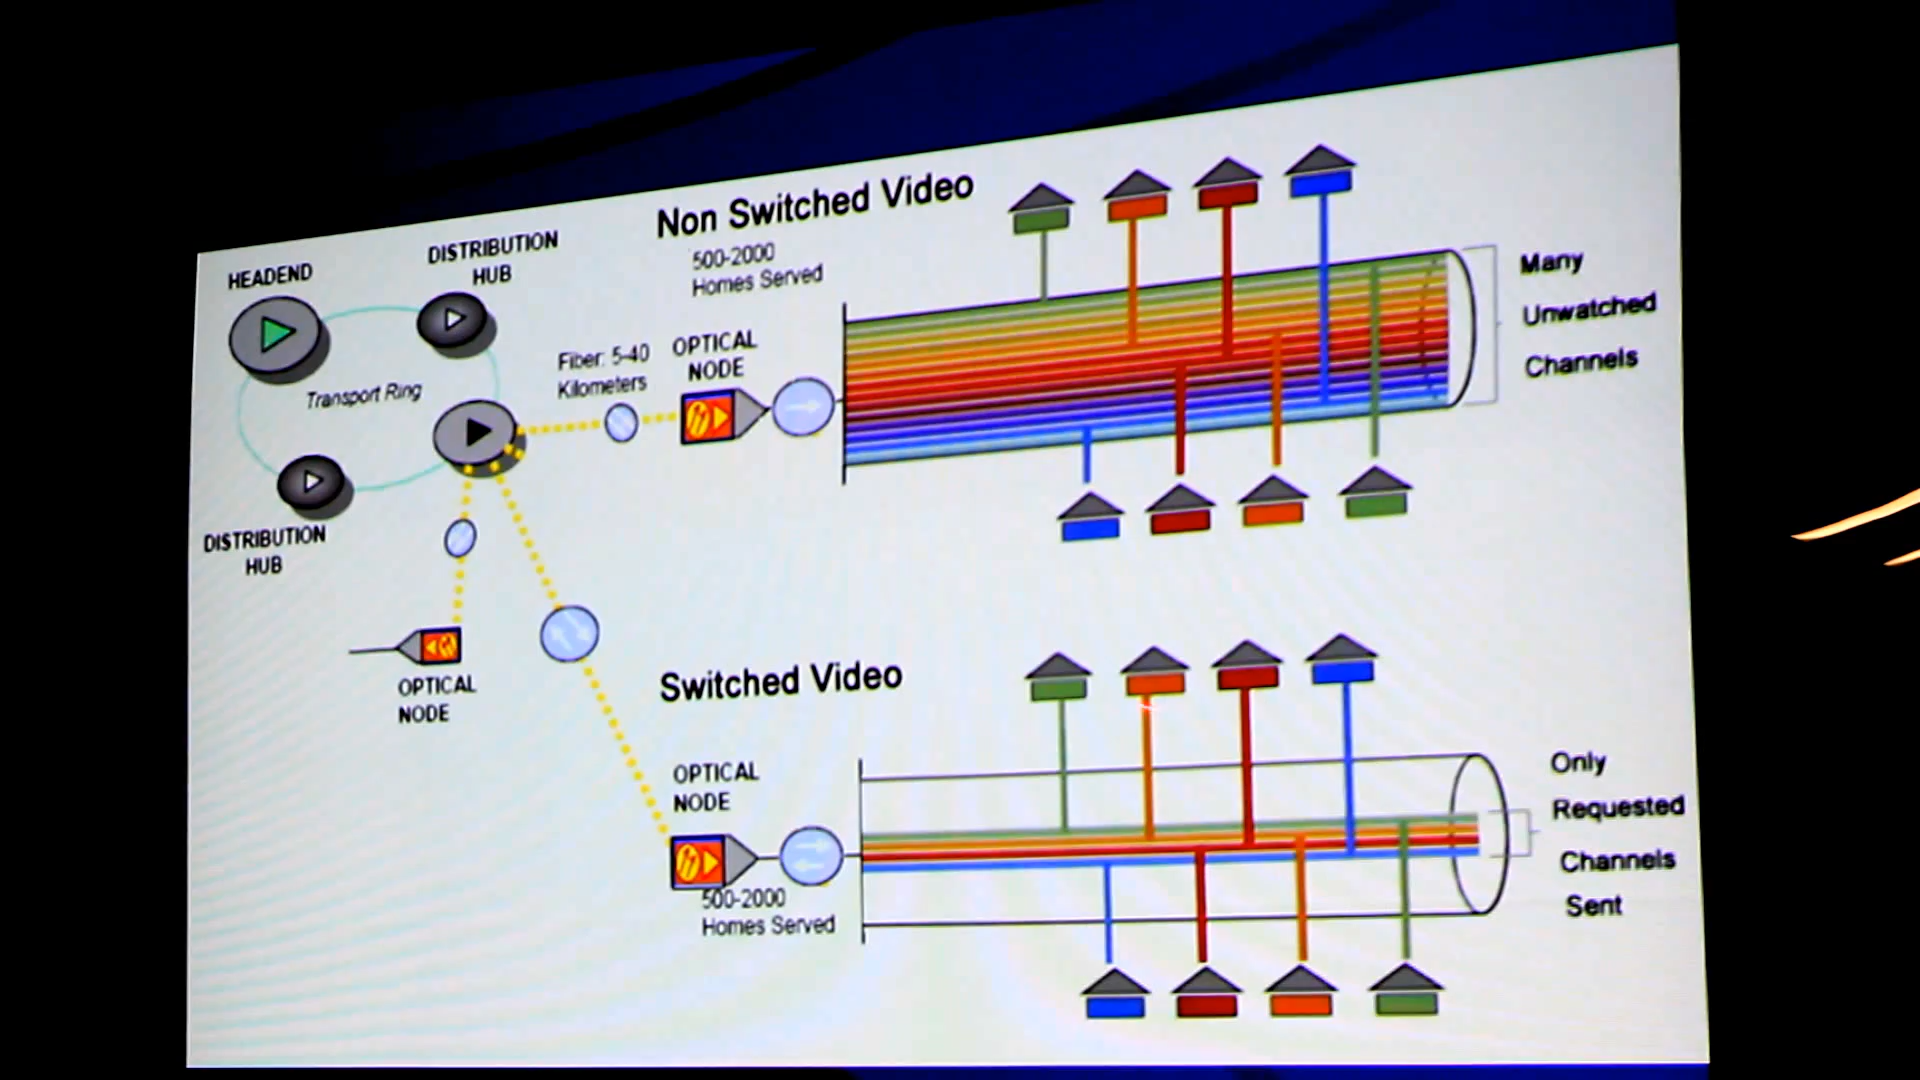 Non Switched Video
500-2000
Homes Served
HEADEND
DISTRIBUTION
HUB
Transport Ring
Fiber: 5-40
Kilometers
OPTICAL
NODE
Many
Unwatched
Channels
DISTRIBUTION
HUB
OPTICAL
NODE
Switched Video
OPTICAL
NODE
500-2000
Homes Served
Only
Requested
Channels
Sent